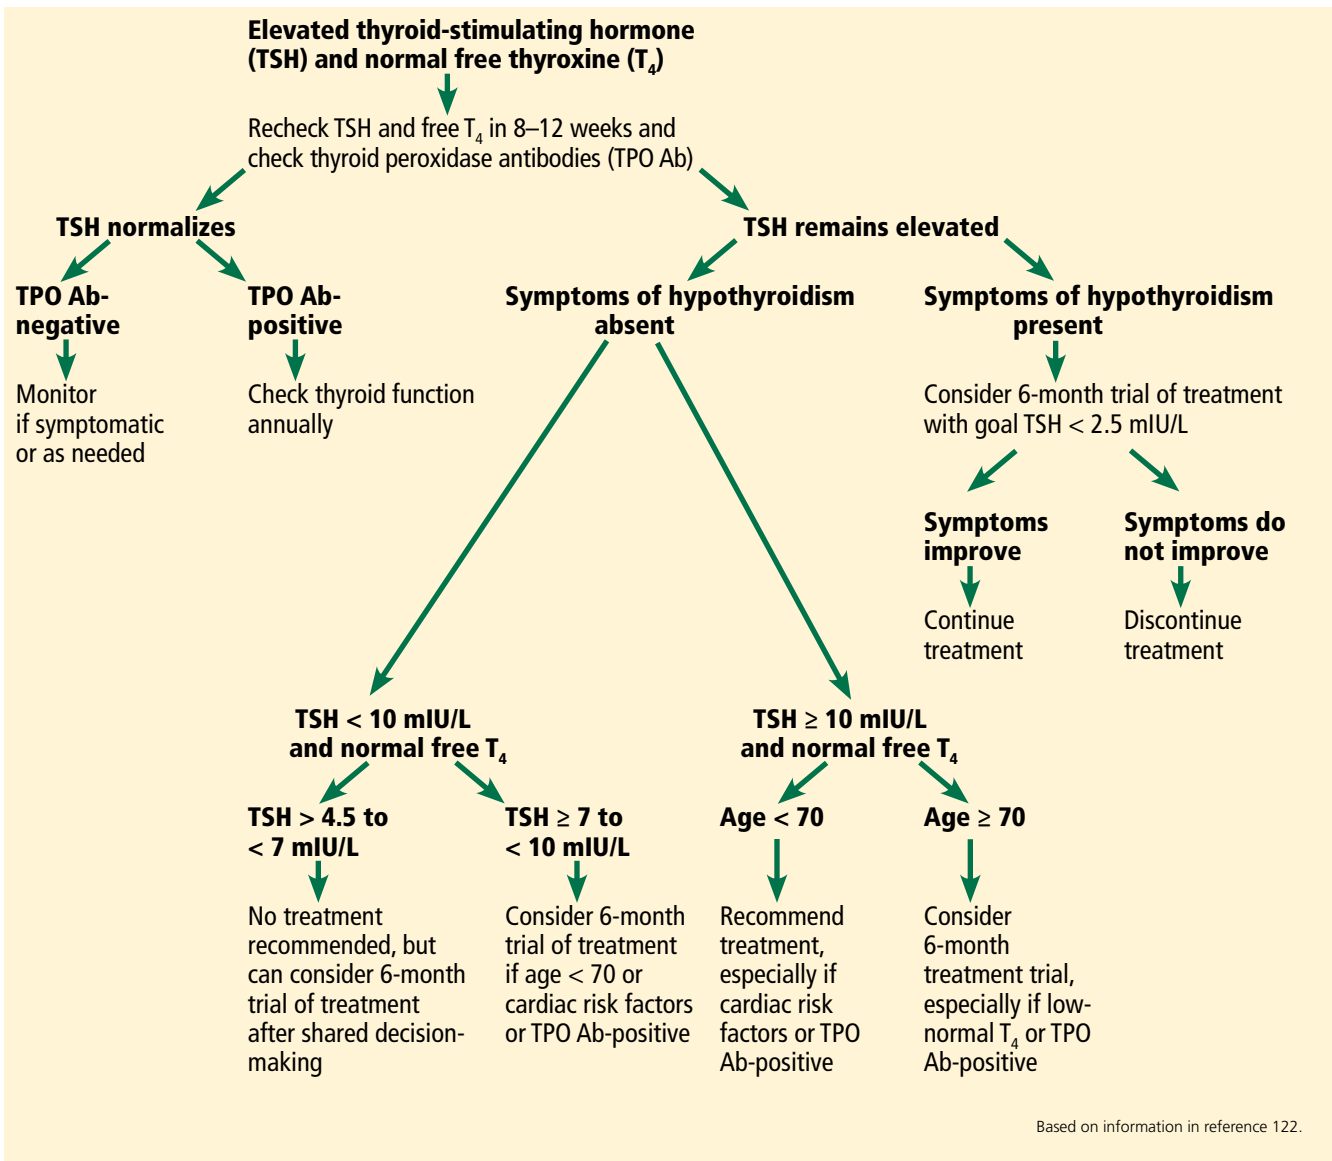 Elevated thyroid-stimulating hormone
(TSH) and normal free thyroxine (T₄)
Recheck TSH and free T₄ in 8–12 weeks and
check thyroid peroxidase antibodies (TPO Ab)
TSH normalizes
TSH remains elevated
TPO Ab-
negative
TPO Ab-
positive
Symptoms of hypothyroidism
absent
Symptoms of hypothyroidism
present
Monitor
if symptomatic
or as needed
Check thyroid function
annually
Consider 6-month trial of treatment
with goal TSH < 2.5 mIU/L
Symptoms
improve
Symptoms do
not improve
Continue
treatment
Discontinue
treatment
TSH < 10 mIU/L
and normal free T₄
TSH ≥ 10 mIU/L
and normal free T₄
TSH > 4.5 to
< 7 mIU/L
TSH ≥ 7 to
< 10 mIU/L
Age < 70
Age ≥ 70
No treatment
recommended, but
can consider 6-month
trial of treatment
after shared decision-
making
Consider 6-month
trial of treatment
if age < 70 or
cardiac risk factors
or TPO Ab-positive
Recommend
treatment,
especially if
cardiac risk
factors or TPO
Ab-positive
Consider
6-month
treatment trial,
especially if low-
normal T₄ or TPO
Ab-positive
Based on information in reference 122.